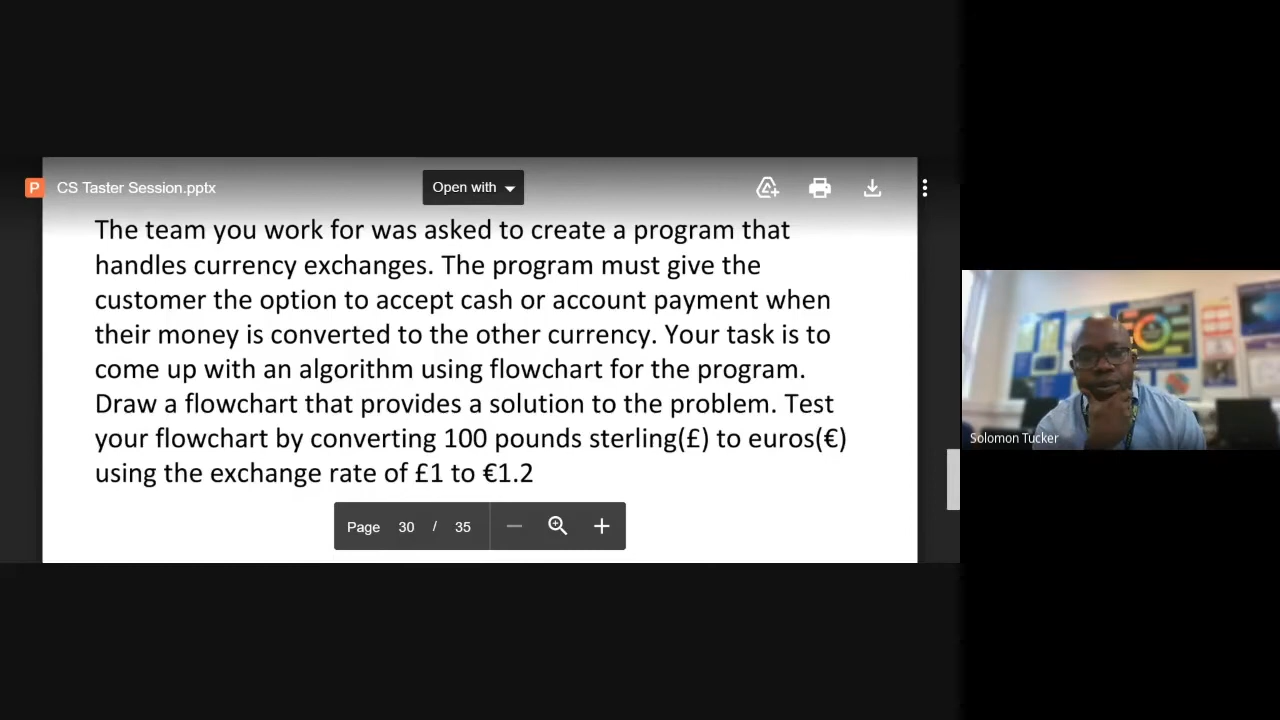 P CS Taster Session.pptx
Open with
The team you work for was asked to create a program that
handles currency exchanges. The program must give the
customer the option to accept cash or account payment when
their money is converted to the other currency. Your task is to
come up with an algorithm using flowchart for the program.
Draw a flowchart that provides a solution to the problem. Test
your flowchart by converting 100 pounds sterling(£) to euros(€)
using the exchange rate of £1 to €1.2
Page 30 / 35
Solomon Tucker